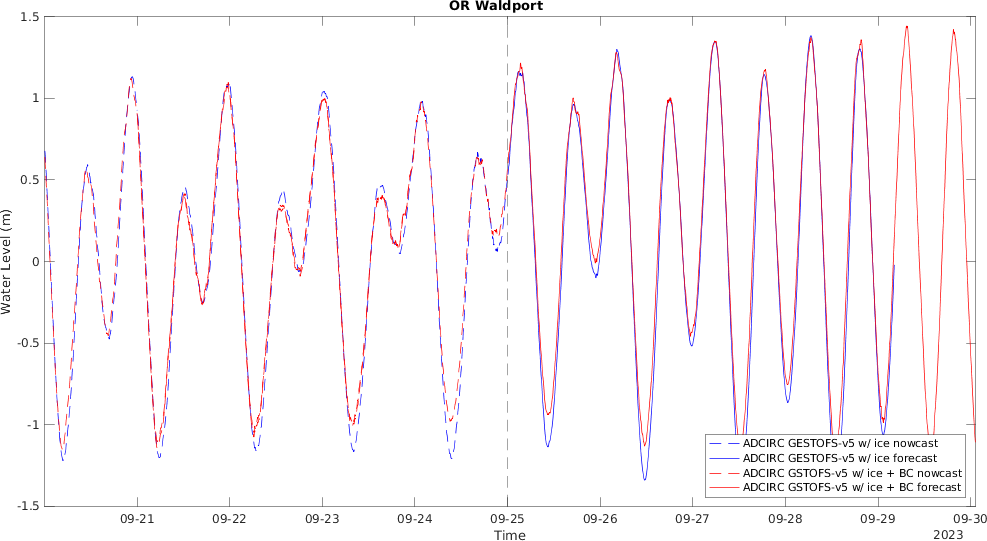 OR Waldport
1.5
1
0.5
0
-0.5
-1
-1.5
Water Level (m)
09-21
09-22
09-23
09-24
09-25
09-26
09-27
09-28
09-29
09-30
Time
2023
ADCIRC GESTOFS-v5 w/ ice nowcast
ADCIRC GESTOFS-v5 w/ ice forecast
ADCIRC GSTOFS-v5 w/ ice + BC nowcast
ADCIRC GSTOFS-v5 w/ ice + BC forecast